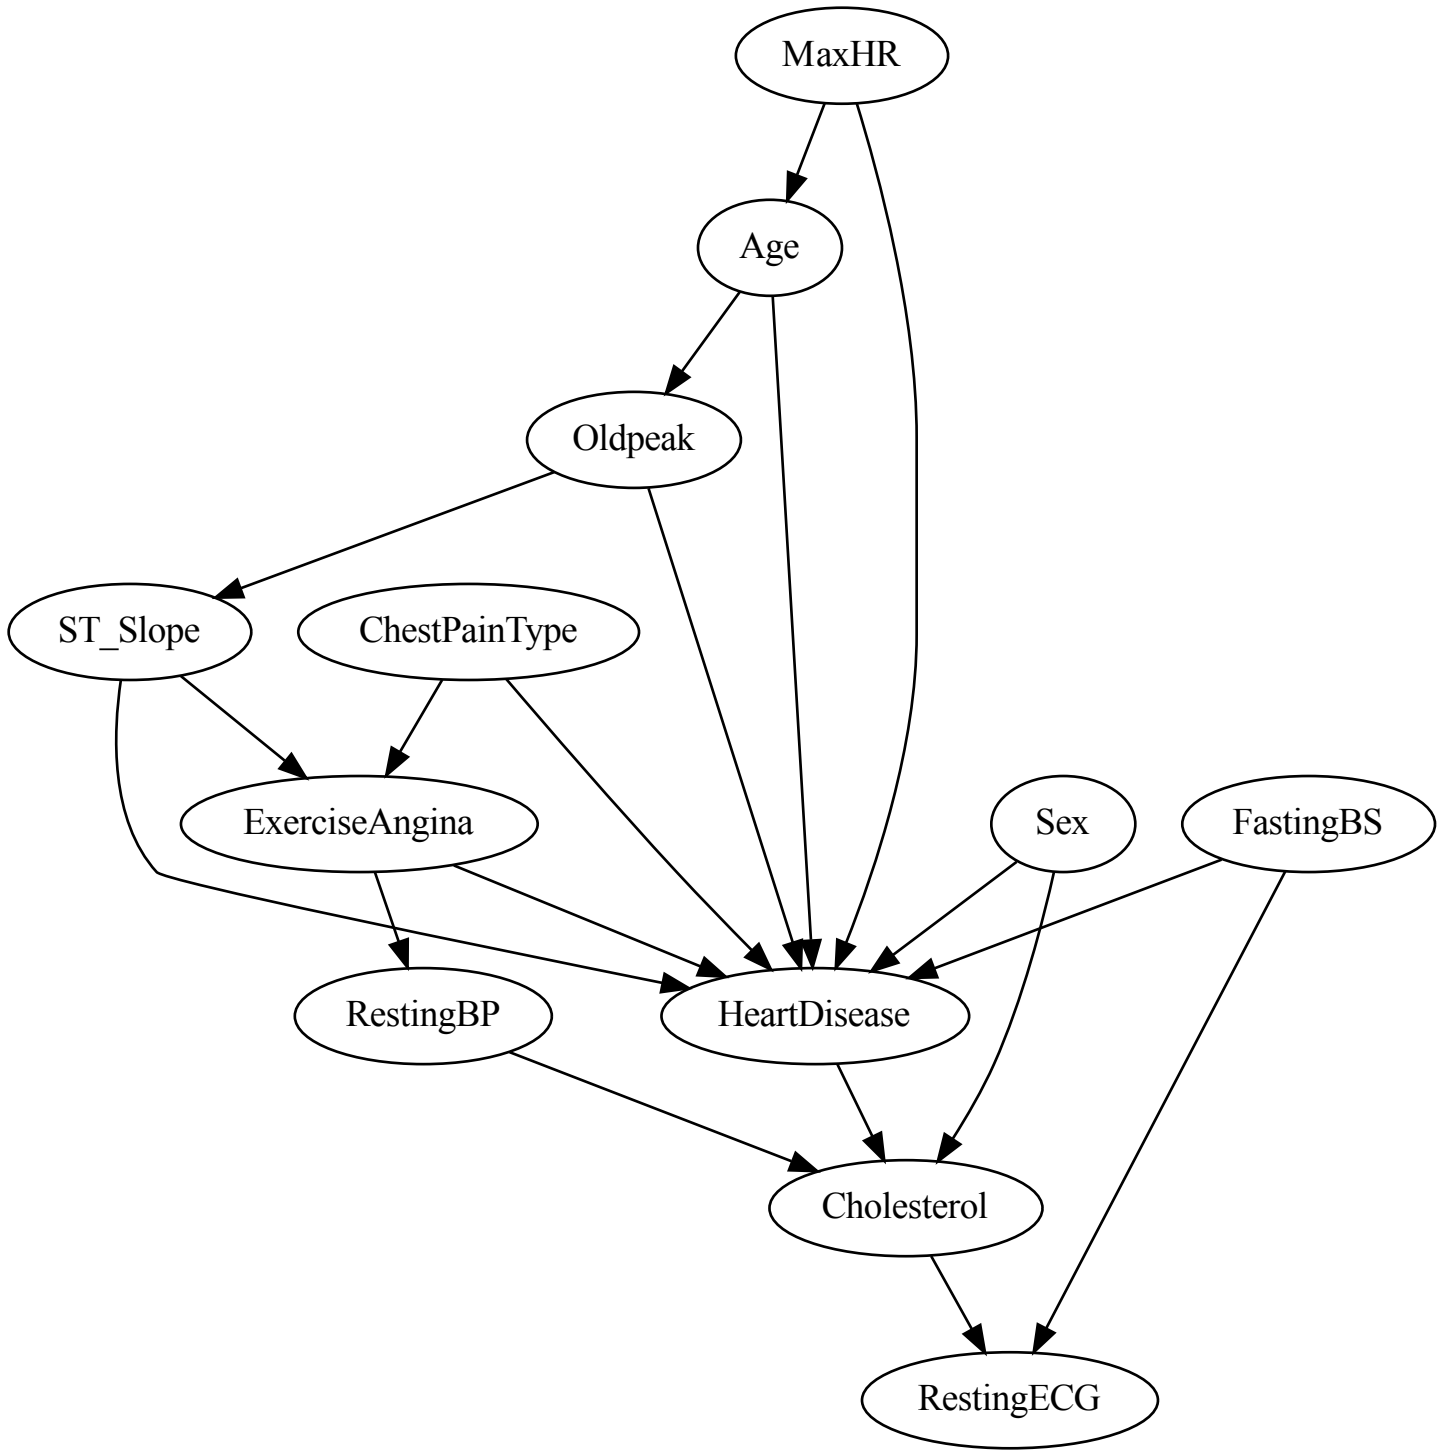 MaxHR
Age
Oldpeak
ST_Slope
ChestPainType
ExerciseAngina
Sex
FastingBS
RestingBP
HeartDisease
Cholesterol
RestingECG